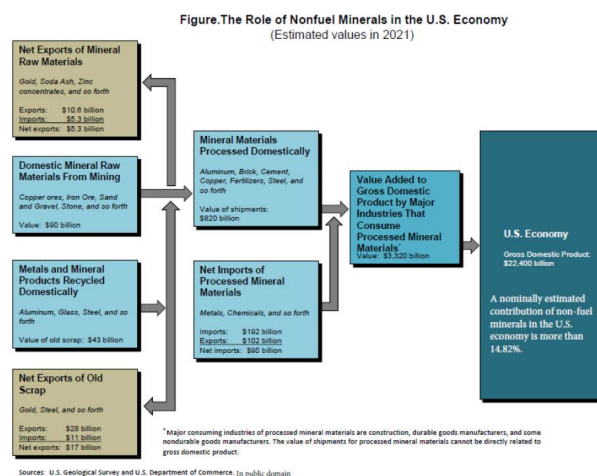 Figure.The Role of Nonfuel Minerals in the U.S. Economy
(Estimated values in 2021)
Net Exports of Mineral
Raw Materials
Gold, Soda Ash, Zinc
concentrates, and so forth
Exports: $10.6 billion
Imports: $5.3 billion
Net exports: $5.3 billion
Domestic Mineral Raw
Materials From Mining
Copper ores, Iron Ore, Sand
and Gravel, Stone, and so forth
Value: $90 billion
Metals and Mineral
Products Recycled
Domestically
Aluminum, Glass, Steel, and so
forth
Value of old scrap: $43 billion
Net Exports of Old
Scrap
Gold, Steel, and so forth
Exports: $28 billion
Imports: $11 billion
Net exports: $17 billion
Mineral Materials
Processed Domestically
Aluminum, Brick, Cement,
Copper, Fertilizers, Steel, and
so forth
Value of shipments:
$820 billion
Net Imports of
Processed Mineral
Materials
Metals, Chemicals, and so forth
Imports: $192 billion
Exports: $102 billion
Net imports: $90 billion
Value Added to
Gross Domestic
Product by Major
Industries That
Consume
Processed Mineral
Materials*
Value: $3,320 billion
U.S. Economy
Gross Domestic Product:
$22,400 billion
A nominally estimated
contribution of non-fuel
minerals in the U.S.
economy is more than
14.82%.
*Major consuming industries of processed mineral materials are construction, durable goods manufacturers, and some
nondurable goods manufacturers. The value of shipments for processed mineral materials cannot be directly related to
gross domestic product.
Sources: U.S. Geological Survey and U.S. Department of Commerce. In public domain